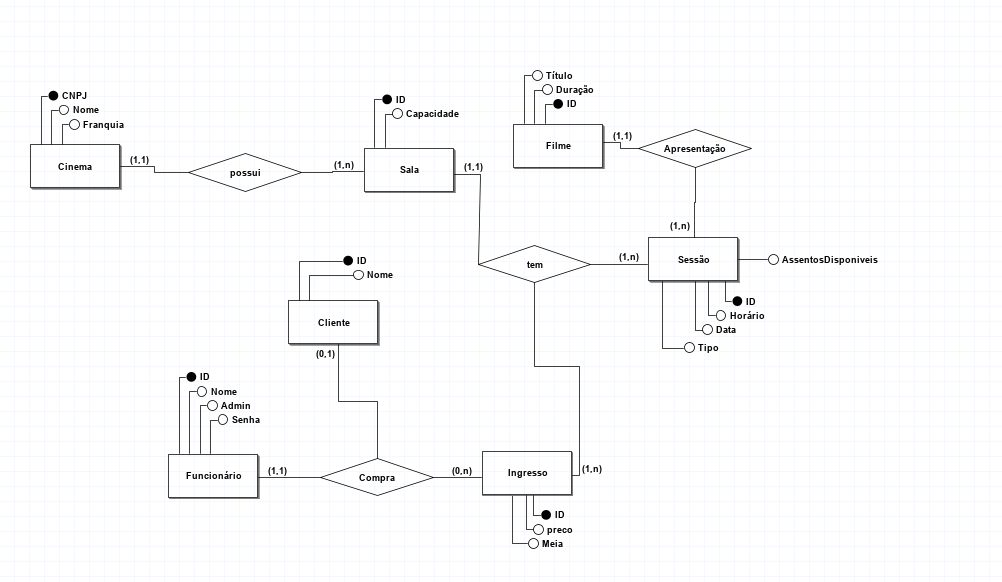 CNPJ
Nome
Franquia
Cinema
(1,1)
possui
(1,n)
ID
Capacidade
Sala
(1,1)
Título
Duração
ID
Filme
(1,1)
Apresentação
(1,n)
tem
(1,n)
Sessão
AssentosDisponiveis
ID
Horário
Data
Tipo
ID
Nome
Cliente
(0,1)
ID
Nome
Admin
Senha
Funcionário
(1,1)
Compra
(0,n)
Ingresso
(1,n)
ID
preco
Meia